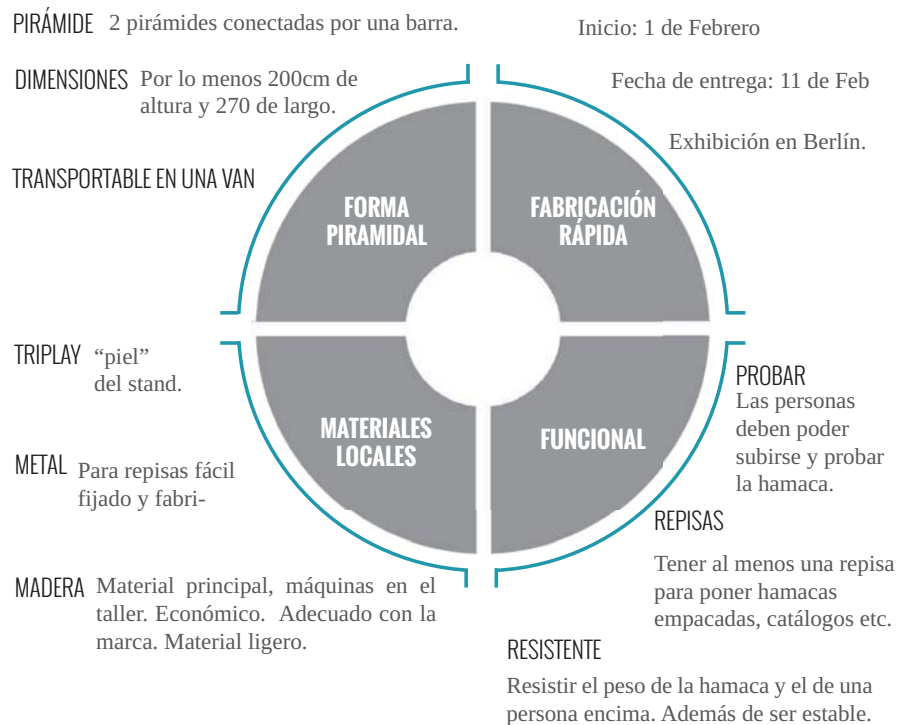 PIRÁMIDE 2 pirámides conectadas por una barra.
DIMENSIONES Por lo menos 200cm de
altura y 270 de largo.
TRANSPORTABLE EN UNA VAN
FORMA
PIRAMIDAL
Inicio: 1 de Febrero
Fecha de entrega: 11 de Feb
Exhibición en Berlín.
FABRICACIÓN
RÁPIDA
TRIPLAY “piel”
del stand.
METAL Para repisas fácil
fijado y fabri-
MADERA Material principal, máquinas en el
taller. Económico. Adecuado con la
marca. Material ligero.
MATERIALES
LOCALES
FUNCIONAL
PROBAR
Las personas
deben poder
subirse y probar
la hamaca.
REPISAS
Tener al menos una repisa
para poner hamacas
empacadas, catálogos etc.
RESISTENTE
Resistir el peso de la hamaca y el de una
persona encima. Además de ser estable.